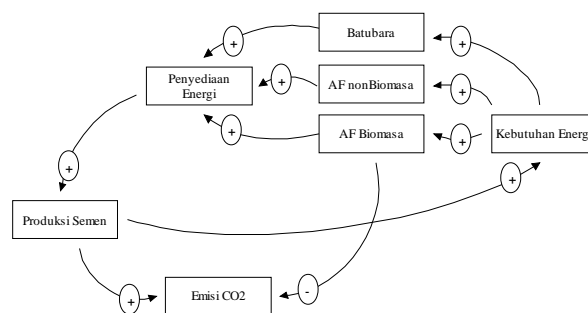 Batubara
+
+
Penyediaan
Energi
+
AF nonBiomasa
+
+
AF Biomasa
+
Kebutuhan Energ
+
+
Produksi Semen
+
Emisi CO2
-